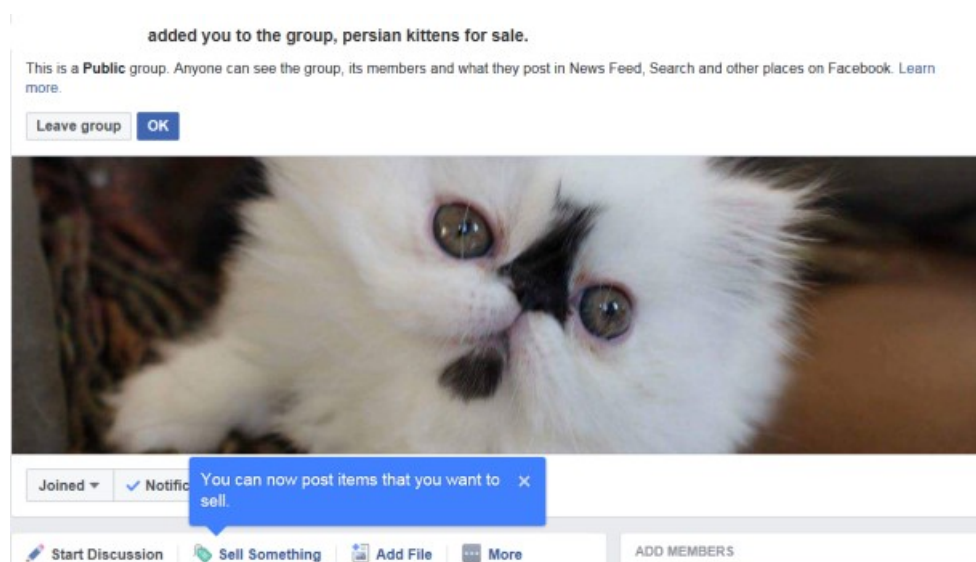 added you to the group, persian kittens for sale.
This is a Public group. Anyone can see the group, its members and what they post in News Feed, Search and other places on Facebook. Learn
more.
Leave group OK
You can now post items that you want to
sell.
Joined
Start Discussion Sell Something Add File More
ADD MEMBERS